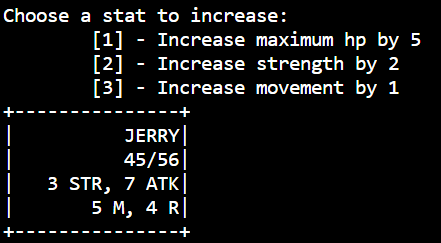 Choose a stat to increase:
        [1] - Increase maximum hp by 5
        [2] - Increase strength by 2
        [3] - Increase movement by 1
+---------------+
|          JERRY|
|          45/56|
|   3 STR, 7 ATK|
|       5 M, 4 R|
+---------------+